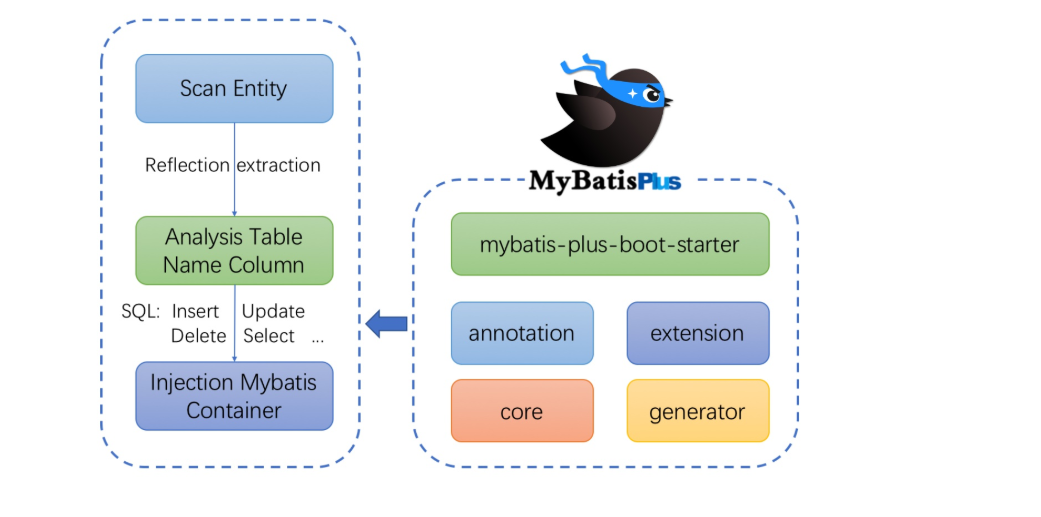 Scan Entity
Reflection extraction
Analysis Table
Name Column
SQL: Insert Update
Delete Select ...
Injection Mybatis
Container
MyBatisPlus
mybatis-plus-boot-starter
annotation
extension
core
generator